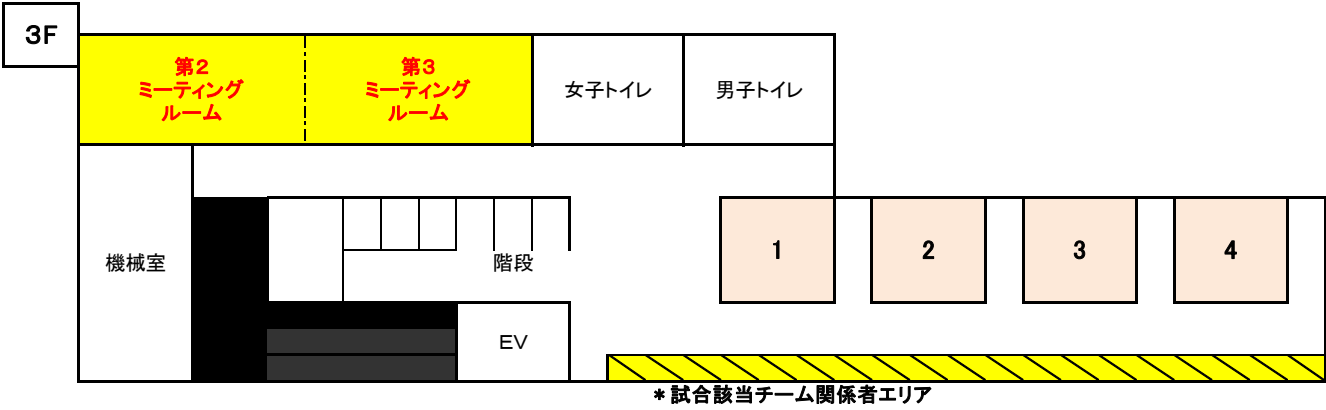 ３F
第２
ミーティング
ルーム
第３
ミーティング
ルーム
女子トイレ
男子トイレ
機械室
階段
EV
1
2
3
4
＊試合該当チーム関係者エリア